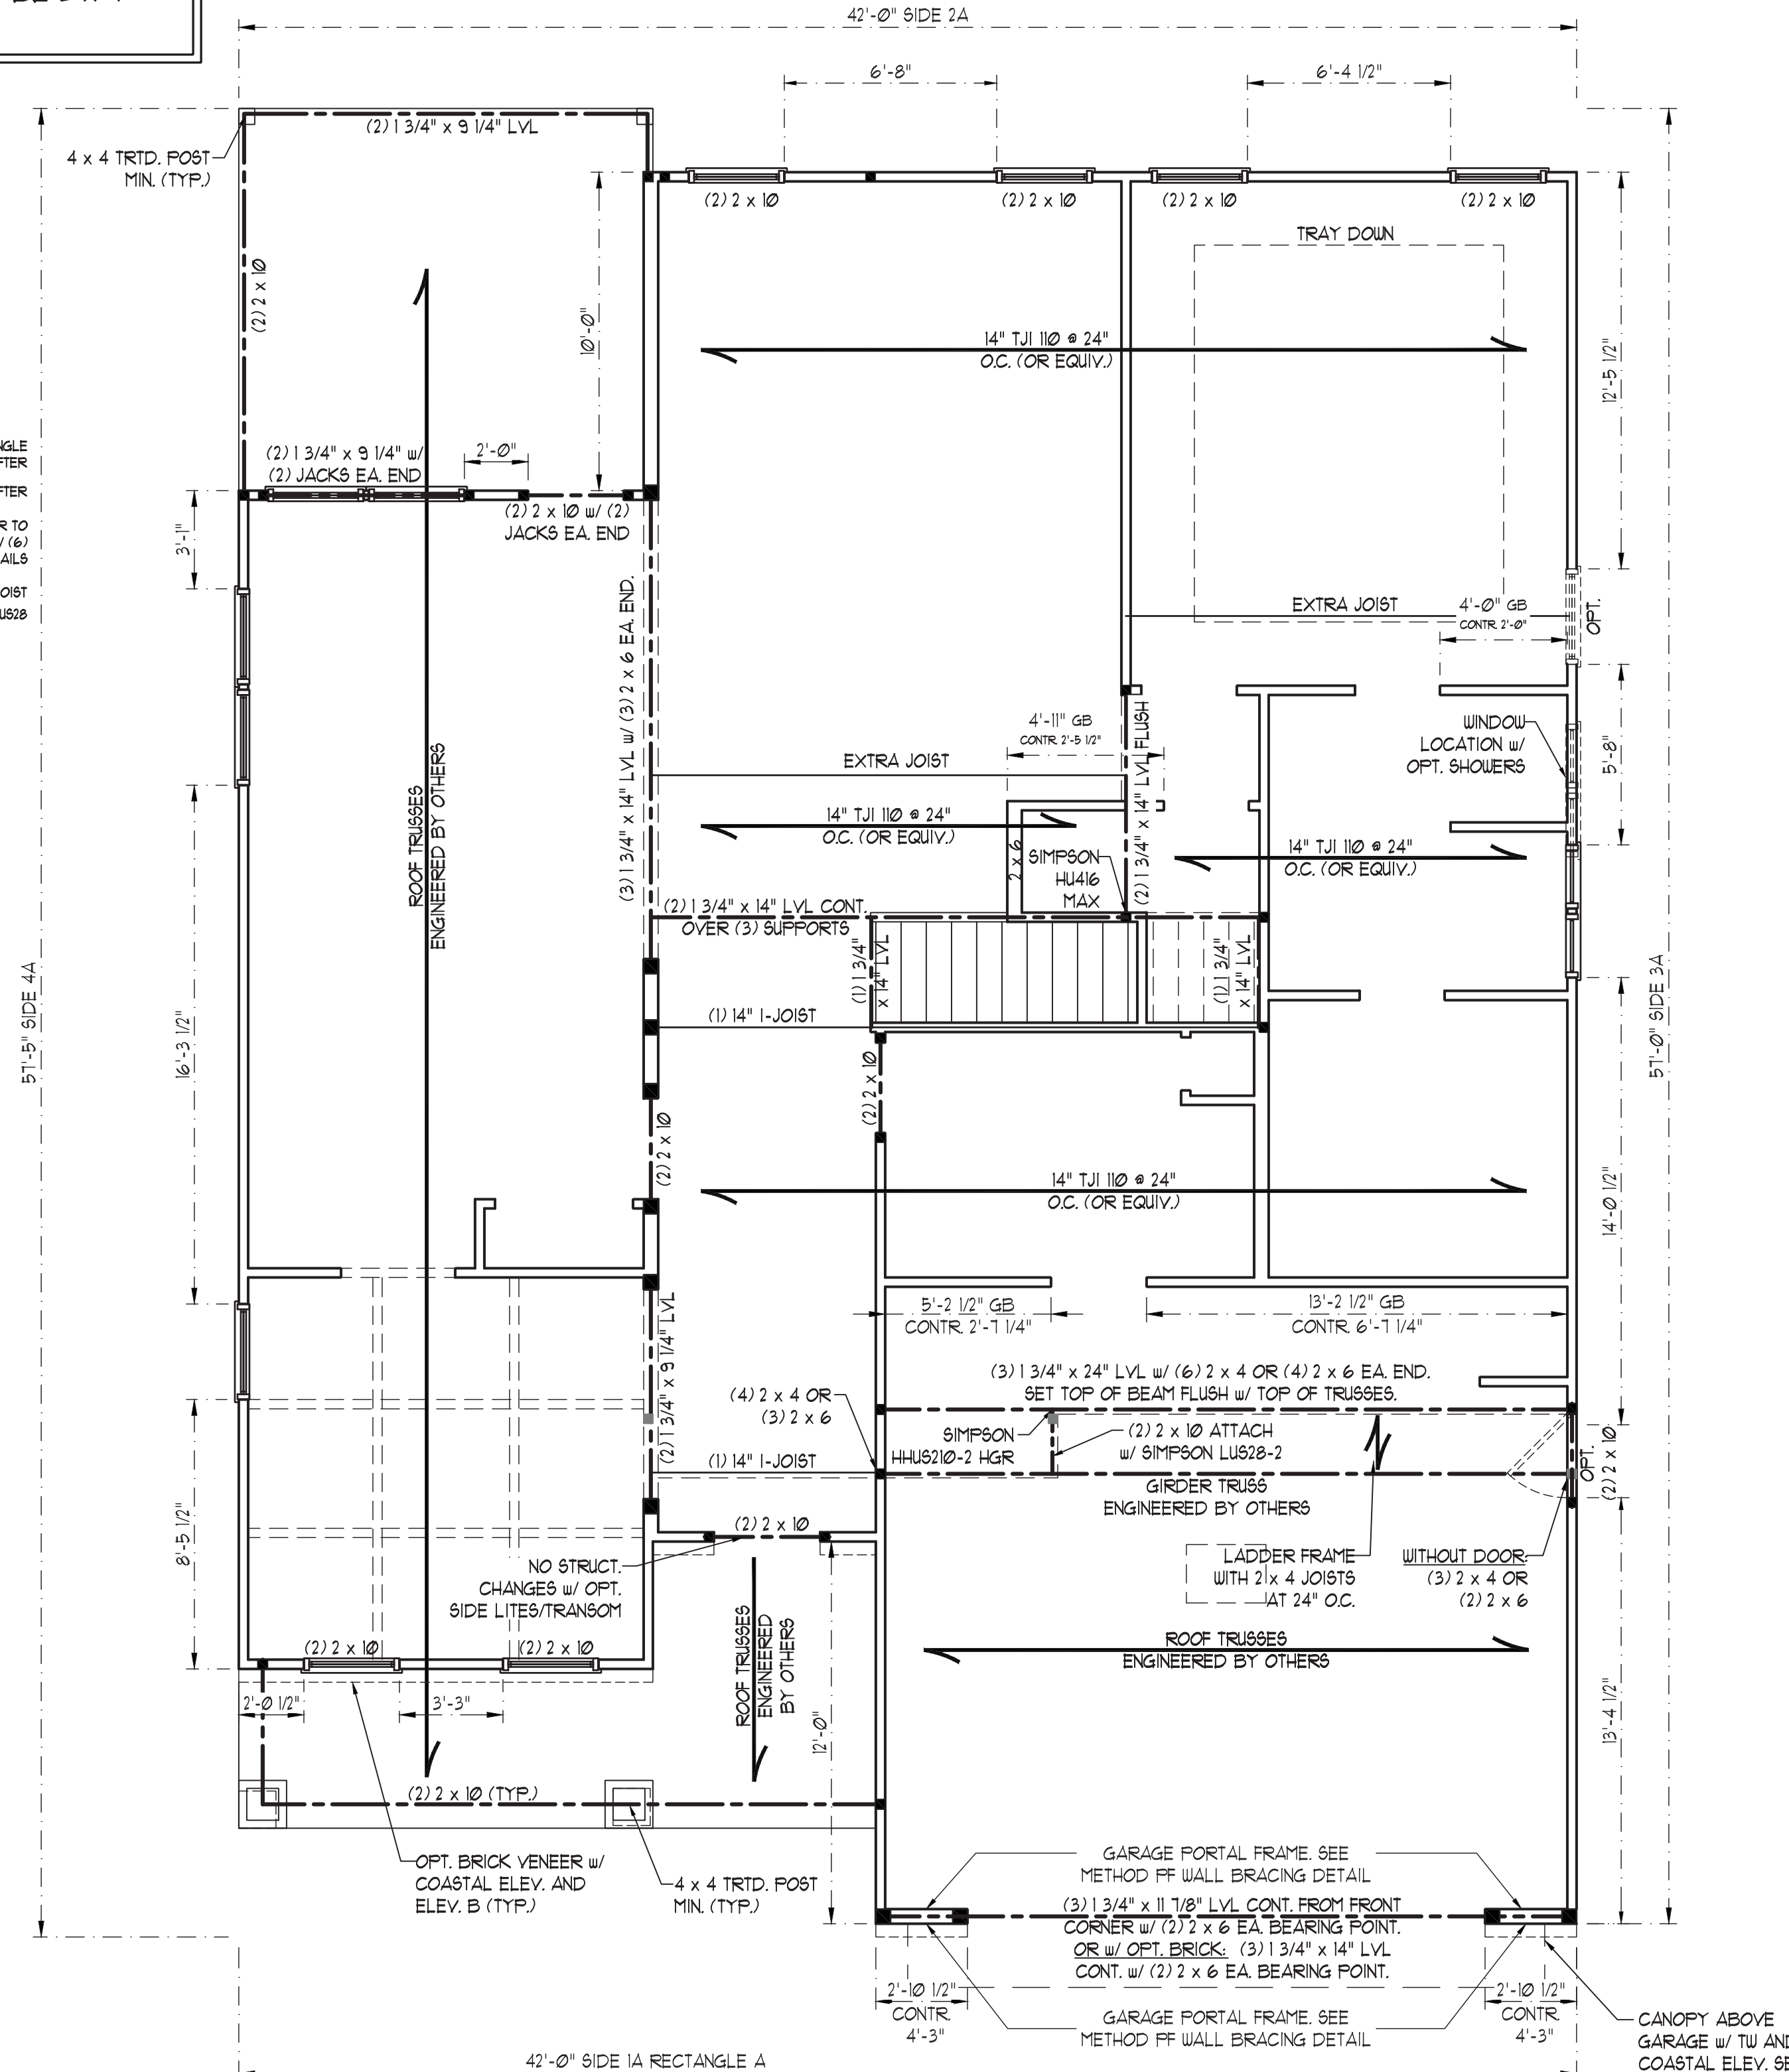 42'-0" SIDE 2A
6'-8"
6'-4 1/2"
(2) 1 3/4" x 9 1/4" LVL
4 x 4 TRTD. POST
MIN. (TYP.)
(2) 2 x 10
(2) 2 x 10
(2) 2 x 10
(2) 2 x 10
TRAY DOWN
(2) 2 x 10
10'-0"
14" TJI 110 @ 24"
O.C. (OR EQUIV.)
12'-5 1/2"
NGLE
FTER
FTER
R TO
/ (6)
AILS
OIST
US28
(2) 1 3/4" x 9 1/4" w/
(2) JACKS EA. END
2'-0"
(2) 2 x 10 w/ (2)
JACKS EA. END
3'-1"
EXTRA JOIST
4'-0" GB
CONTR. 2'-0"
OPT.
(3) 1 3/4" x 14" LVL w/ (3) 2 x 6 EA. END.
4'-11" GB
CONTR. 2'-5 1/2"
(2) 1 3/4" x 14" LVL FLUSH
WINDOW
LOCATION w/
OPT. SHOWERS
5'-8"
EXTRA JOIST
14" TJI 110 @ 24"
O.C. (OR EQUIV.)
ROOF TRUSSES
ENGINEERED BY OTHERS
2 x 6
SIMPSON
HU416
MAX
14" TJI 110 @ 24"
O.C. (OR EQUIV.)
(2) 1 3/4" x 14" LVL CONT.
OVER (3) SUPPORTS
(1) 1 3/4"
x 14" LVL
(1) 1 3/4"
x 14" LVL
57'-5" SIDE 4A
16'-3 1/2"
57'-0" SIDE 3A
(1) 14" I-JOIST
(2) 2 x 10
(2) 2 x 10
14" TJI 110 @ 24"
O.C. (OR EQUIV.)
14'-0 1/2"
5'-2 1/2" GB
CONTR. 2'-7 1/4"
13'-2 1/2" GB
CONTR. 6'-7 1/4"
(2) 1 3/4" x 9 1/4" LVL
(3) 1 3/4" x 24" LVL w/ (6) 2 x 4 OR (4) 2 x 6 EA. END.
SET TOP OF BEAM FLUSH w/ TOP OF TRUSSES.
(4) 2 x 4 OR
(3) 2 x 6
SIMPSON
HHUS210-2 HGR
(2) 2 x 10 ATTACH
w/ SIMPSON LUS28-2
OPT.
(2) 2 x 10
(1) 14" I-JOIST
GIRDER TRUSS
ENGINEERED BY OTHERS
8'-5 1/2"
(2) 2 x 10
NO STRUCT.
CHANGES w/ OPT.
SIDE LITES/TRANSOM
LADDER FRAME
WITH 2 x 4 JOISTS
AT 24" O.C.
WITHOUT DOOR:
(3) 2 x 4 OR
(2) 2 x 6
(2) 2 x 10
(2) 2 x 10
ROOF TRUSSES
ENGINEERED
BY OTHERS
ROOF TRUSSES
ENGINEERED BY OTHERS
2'-0 1/2"
3'-3"
12'-0"
13'-4 1/2"
(2) 2 x 10 (TYP.)
OPT. BRICK VENEER w/
COASTAL ELEV. AND
ELEV. B (TYP.)
4 x 4 TRTD. POST
MIN. (TYP.)
GARAGE PORTAL FRAME. SEE
METHOD PF WALL BRACING DETAIL
(3) 1 3/4" x 11 7/8" LVL CONT. FROM FRONT
CORNER w/ (2) 2 x 6 EA. BEARING POINT.
OR w/ OPT. BRICK: (3) 1 3/4" x 14" LVL
CONT. w/ (2) 2 x 6 EA. BEARING POINT.
2'-10 1/2"
CONTR.
4'-3"
GARAGE PORTAL FRAME. SEE
METHOD PF WALL BRACING DETAIL
2'-10 1/2"
CONTR.
4'-3"
CANOPY ABOVE
GARAGE w/ TW AND
COASTAL ELEV. SE
42'-0" SIDE 1A RECTANGLE A